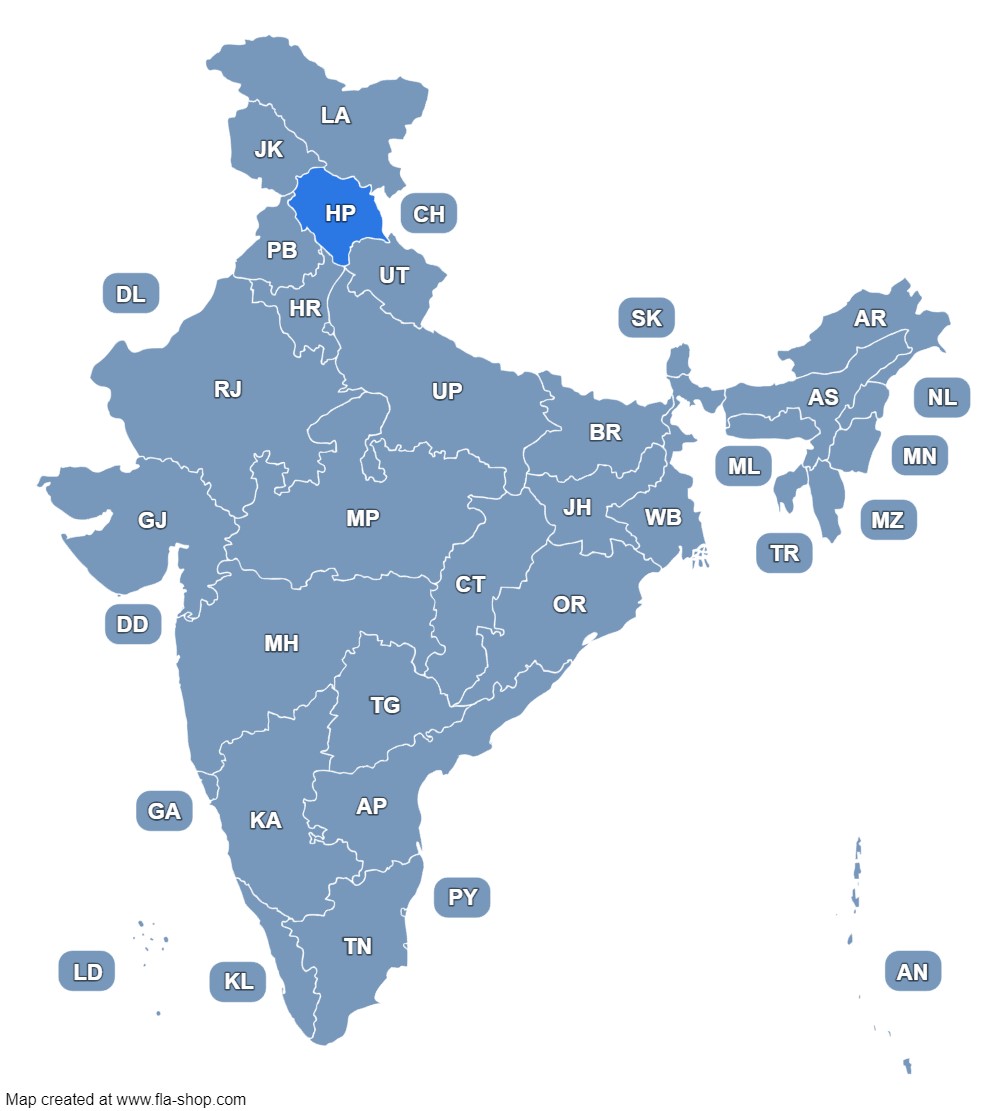 LA
JK
HP
CH
PB
UT
DL
HR
SK
AR
RJ
UP
AS
NL
BR
MN
ML
GJ
MP
JH
WB
MZ
TR
CT
OR
DD
MH
TG
GA
KA
AP
PY
TN
LD
KL
AN
Map created at www.fla-shop.com